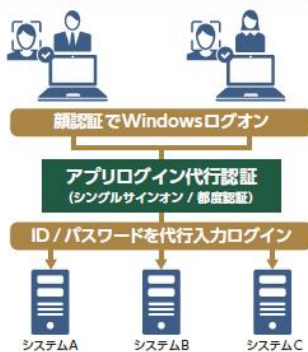 顔認証でWindowsログオン
アプリログイン代行認証
(シングルサインオン / 都度認証)
ID / パスワードを代行入力ログイン
システムA
システムB
システムC